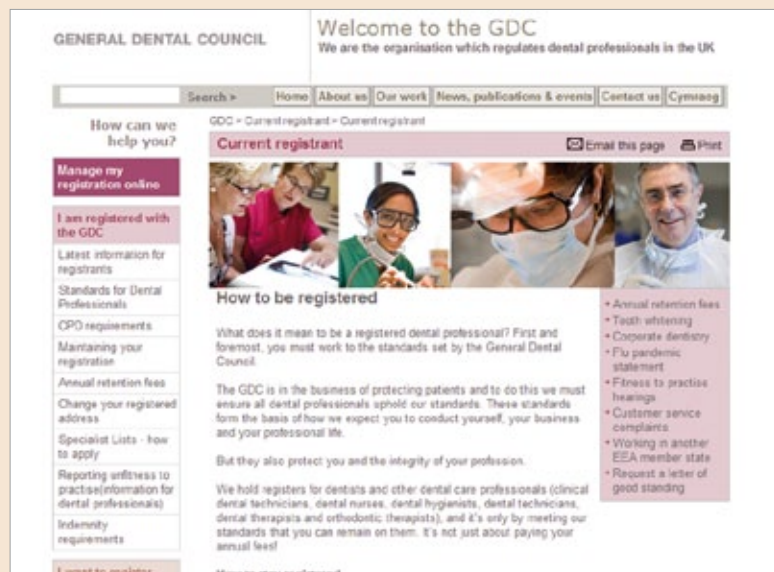 GENERAL DENTAL COUNCIL
Welcome to the GDC
We are the organisation which regulates dental professionals in the UK
Search >
Home
About us
Our work
News, publications & events
Contact us
Cymraeg
GDC > Current registrant > Current registrant
How can we
help you?
Manage my
registration online
I am registered with
the GDC
Latest information for
registrants
Standards for Dental
Professionals
CPD requirements
Maintaining your
registration
Annual retention fees
Change your registered
address
Specialist Lists - how
to apply
Reporting unfitness to
practise(information for
dental professionals)
Indemnity
requirements
I want to register
Current registrant
Email this page
Print
How to be registered
What does it mean to be a registered dental professional? First and
foremost, you must work to the standards set by the General Dental
Council.
The GDC is in the business of protecting patients and to do this we must
ensure all dental professionals uphold our standards. These standards
form the basis of how we expect you to conduct yourself, your business
and your professional life.
But they also protect you and the integrity of your profession.
We hold registers for dentists and other dental care professionals (clinical
dental technicians, dental nurses, dental hygienists, dental technicians,
dental therapists and orthodontic therapists), and it's only by meeting our
standards that you can remain on them. It's not just about paying your
annual fees!
• Annual retention fees
• Tooth whitening
• Corporate dentistry
• Flu pandemic
statement
• Fitness to practise
hearings
• Customer service
complaints
• Working in another
EEA member state
• Request a letter of
good standing